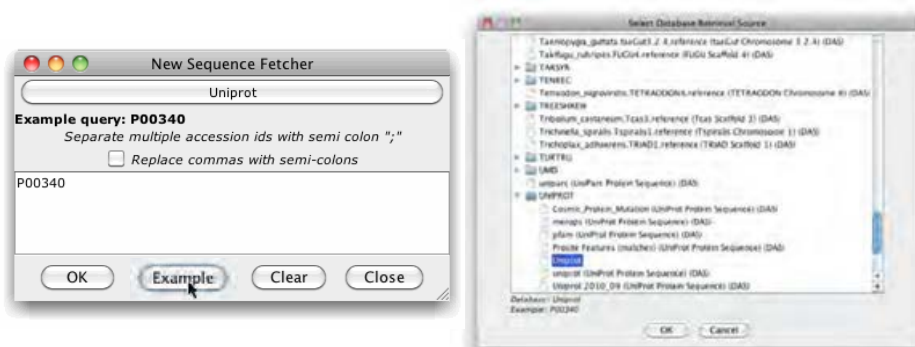 New Sequence Fetcher
Uniprot
Example query: P00340
Separate multiple accession ids with semi colon ";"
Replace commas with semi-colons
P00340
OK
Example
Clear
Close
Select Database Retrieval Source
Taeniopygia_guttata.taeGut3.2.4.reference (taeGut Chromosome 3.2.4) (DAS)
Takifugu_rubripes.FUGU4.reference (FUGU Scaffold 4) (DAS)
TARSYR
TENREC
Tetraodon_nigroviridis.TETRAODON8.reference (TETRAODON Chromosome 8) (DAS)
TREESHREW
Tribolium_castaneum.Tcas3.reference (Tcas Scaffold 3) (DAS)
Trichinella_spiralis.Tspiralis1.reference (Tspiralis Chromosome 1) (DAS)
Trichoplax_adhaerens.TRIAD1.reference (TRIAD Scaffold 1) (DAS)
TURTRU
UMD
uniparc (UniParc Protein Sequence) (DAS)
UNIPROT
Cosmic_Protein_Mutation (UniProt Protein Sequence) (DAS)
merops (UniProt Protein Sequence) (DAS)
pfam (UniProt Protein Sequence) (DAS)
Prosite Features (matches) (UniProt Protein Sequence) (DAS)
Uniprot
uniprot (UniProt Protein Sequence) (DAS)
Uniprot 2010_09 (UniProt Protein Sequence) (DAS)
Database: Uniprot
Example: P00340
OK
Cancel